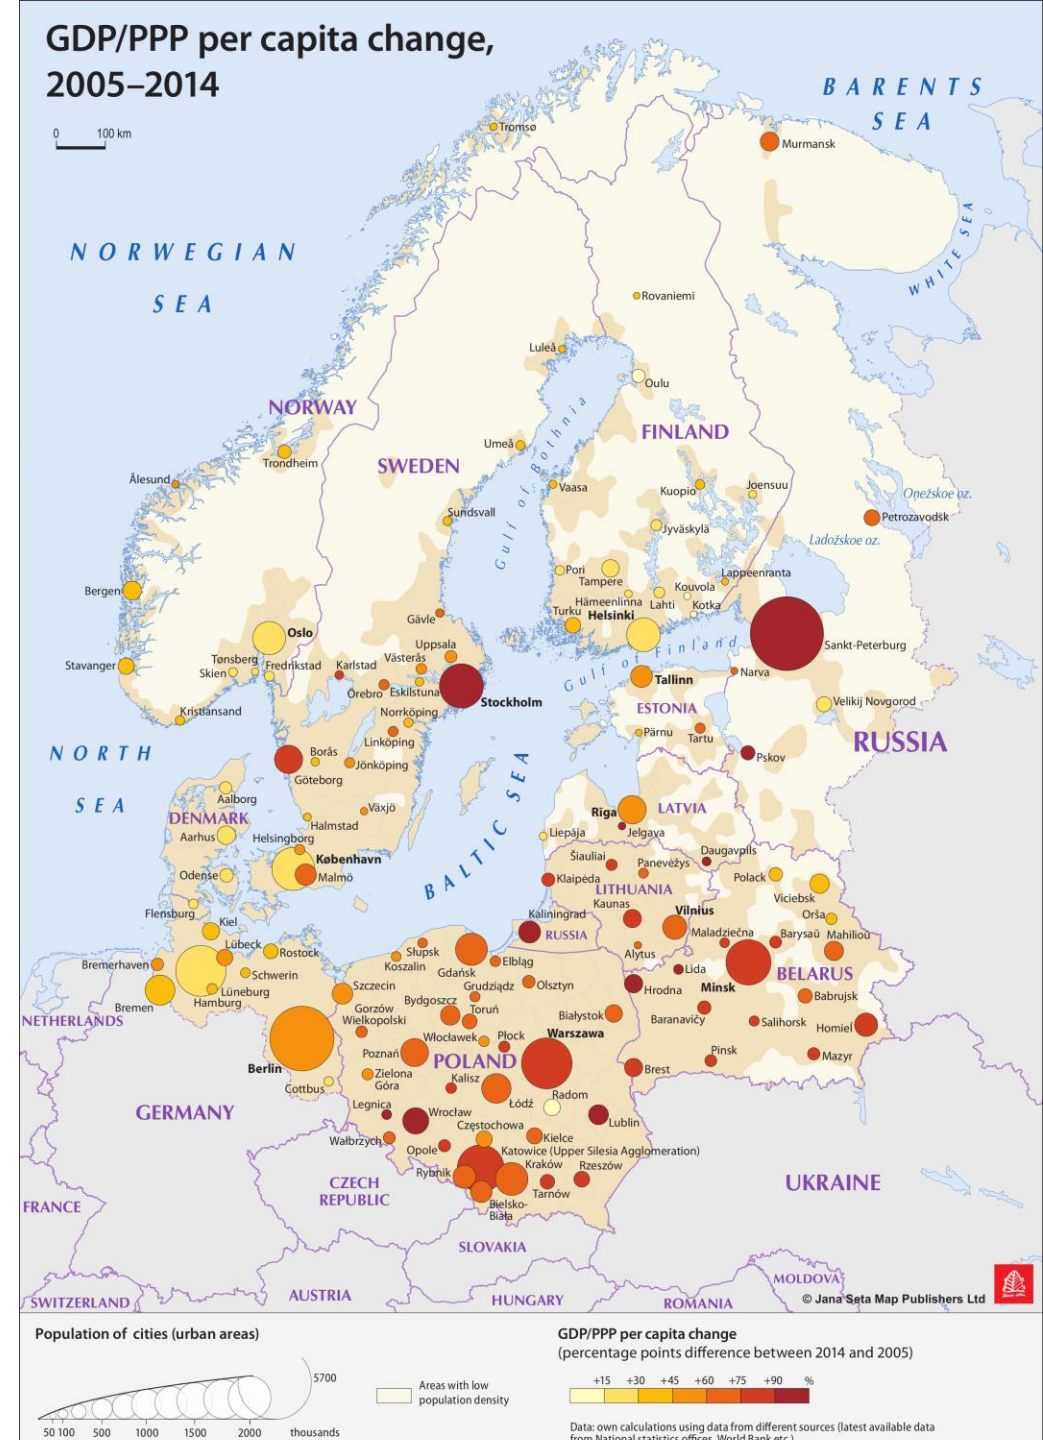 GDP/PPP per capita change,
2005–2014
0 100 km
BARENTS
SEA
Tromsø
Murmansk
NORWEGIAN
SEA
WHITE SEA
Rovaniemi
Luleå
Oulu
NORWAY
Gulf of Bothnia
FINLAND
Umeå
Trondheim
SWEDEN
Ålesund
Vaasa
Kuopio
Joensuu
Onežskoe oz.
Sundsvall
Petrozavodsk
Jyväskylä
Ladožskoe oz.
Pori
Tampere
Lappeenranta
Bergen
Kouvola
Hämeenlinna
Lahti
Kotka
Turku
Helsinki
Gävle
Oslo
Sankt-Peterburg
Uppsala
Gulf of Finland
Tønsberg
Västerås
Stavanger
Fredrikstad
Karlstad
Skien
Narva
Tallinn
Örebro
Eskilstuna
Stockholm
Velikij Novgorod
Kristiansand
Norrköping
ESTONIA
Linköping
Pärnu
Tartu
RUSSIA
NORTH
SEA
Borås
Pskov
Jönköping
Göteborg
BALTIC SEA
Aalborg
Växjö
LATVIA
Rīga
DENMARK
Halmstad
Jelgava
Aarhus
Helsingborg
Liepāja
Daugavpils
København
Šiauliai
Panevėžys
Odense
Malmö
Klaipėda
Polack
LITHUANIA
Viciebsk
Flensburg
Kaunas
Vilnius
Kaliningrad
Orša
Kiel
RUSSIA
Maladziečna
Barysaŭ
Mahilioŭ
Lübeck
Słupsk
Alytus
Rostock
Bremerhaven
Koszalin
Gdańsk
Elbląg
Lida
BELARUS
Schwerin
Szczecin
Grudziądz
Olsztyn
Hrodna
Minsk
Lüneburg
Babrujsk
Hamburg
Bremen
Gorzów
Wielkopolski
Bydgoszcz
Toruń
Białystok
Baranavičy
Salihorsk
Homieĺ
NETHERLANDS
Włocławek
Płock
Warszawa
Poznań
POLAND
Pinsk
Mazyr
Berlin
Zielona
Góra
Kalisz
Brest
Cottbus
Radom
Łódź
Legnica
GERMANY
Wrocław
Lublin
Częstochowa
Wałbrzych
Kielce
Opole
Katowice (Upper Silesia Agglomeration)
Rybnik
Kraków
Rzeszów
CZECH
REPUBLIC
Tarnów
UKRAINE
Bielsko-
Biała
FRANCE
SLOVAKIA
MOLDOVA
AUSTRIA
© Jana Seta Map Publishers Ltd
SWITZERLAND
HUNGARY
ROMANIA
Population of cities (urban areas)
5700
50 100 500 1000 1500 2000 thousands
Areas with low
population density
GDP/PPP per capita change
(percentage points difference between 2014 and 2005)
+15 +30 +45 +60 +75 +90 %
Data: own calculations using data from different sources (latest available data
from National statistics offices, World Bank etc.)